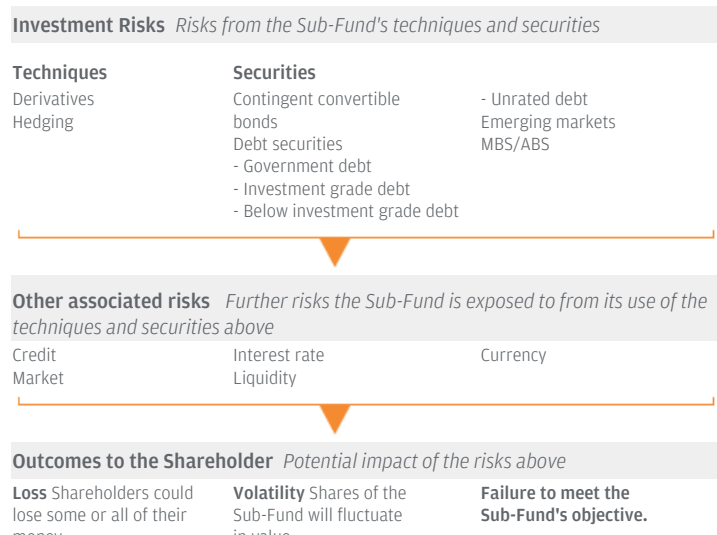 Investment Risks Risks from the Sub-Fund's techniques and securities
Techniques
Derivatives
Hedging
Securities
Contingent convertible
bonds
Debt securities
- Government debt
- Investment grade debt
- Below investment grade debt
- Unrated debt
Emerging markets
MBS/ABS
Other associated risks Further risks the Sub-Fund is exposed to from its use of the
techniques and securities above
Credit
Market
Interest rate
Liquidity
Currency
Outcomes to the Shareholder Potential impact of the risks above
Loss Shareholders could
lose some or all of their
Volatility Shares of the
Sub-Fund will fluctuate
Failure to meet the
Sub-Fund's objective.